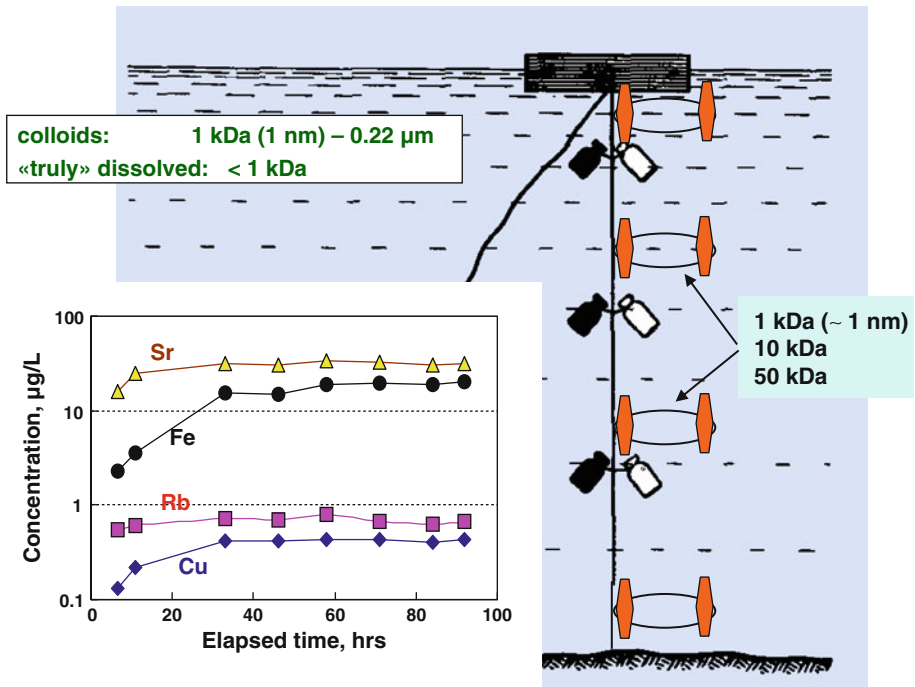 colloids: 1 kDa (1 nm) – 0.22 µm
«truly» dissolved: < 1 kDa
1 kDa (~ 1 nm)
10 kDa
50 kDa
Concentration, µg/L
100
10
1
0.1
Sr
Fe
Rb
Cu
0 20 40 60 80 100
Elapsed time, hrs